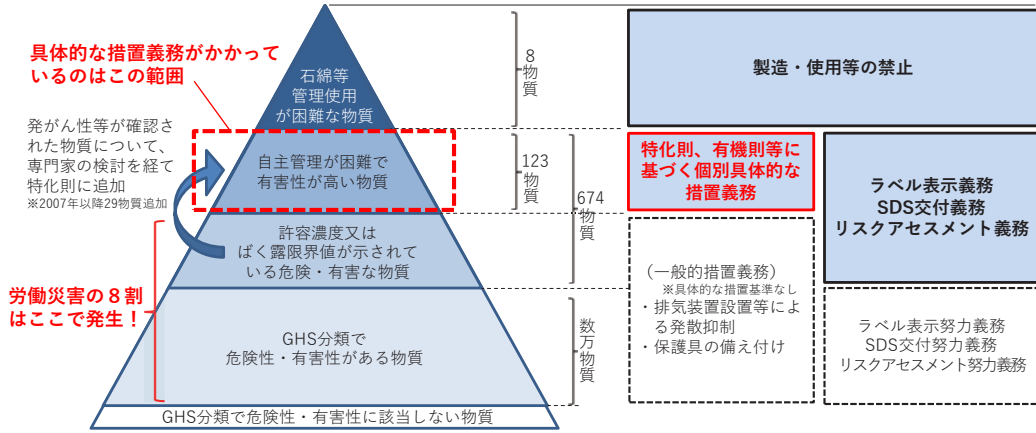 具体的な措置義務がかかって
いるのはこの範囲
発がん性等が確認され
た物質について、
専門家の検討を経て
特化則に追加
※2007年以降29物質追加
労働災害の８割
はここで発生！
石綿等
管理使用
が困難な物質
自主管理が困難で
有害性が高い物質
許容濃度又は
ばく露限界値が示されて
いる危険・有害な物質
GHS分類で
危険性・有害性がある物質
GHS分類で危険性・有害性に該当しない物質
8物質
123物質
674物質
数万物質
製造・使用等の禁止
特化則、有機則等に
基づく個別具体的な
措置義務
ラベル表示義務
SDS交付義務
リスクアセスメント義務
（一般的措置義務）
※具体的な措置基準なし
・排気装置設置等によ
る発散抑制
・保護具の備え付け
ラベル表示努力義務
SDS交付努力義務
リスクアセスメント努力義務